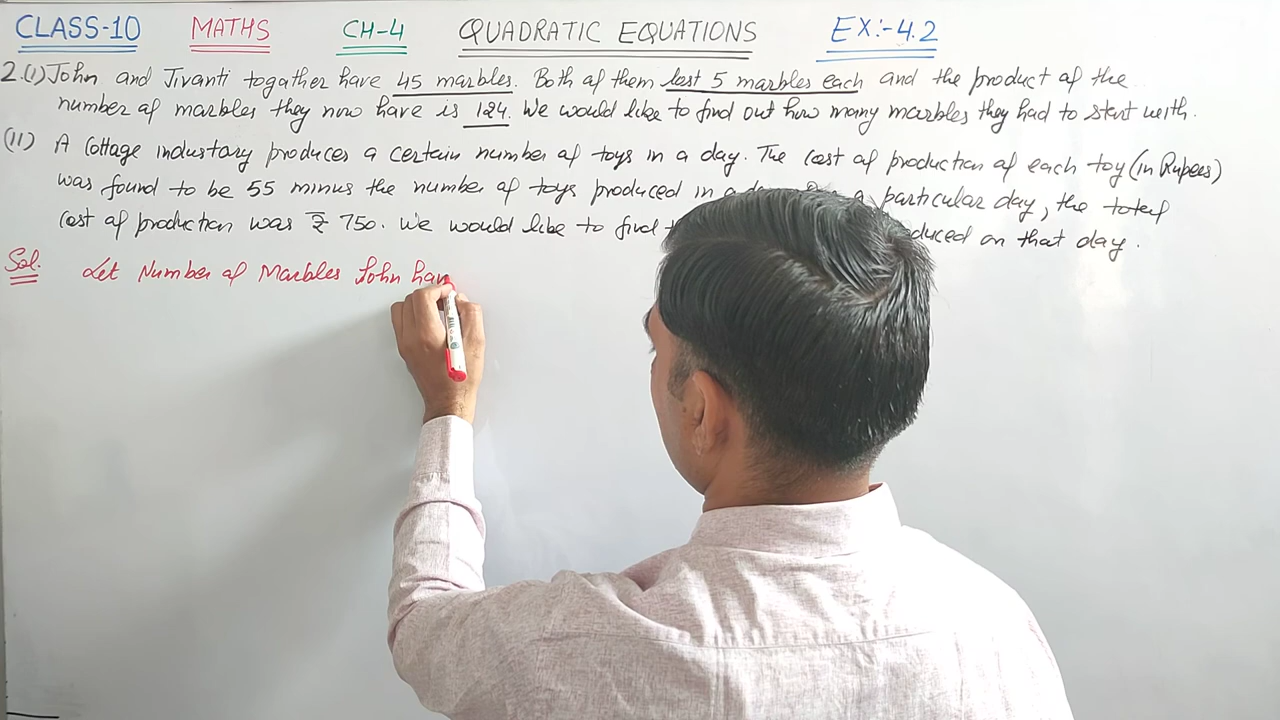 CLASS-10 MATHS CH-4 QUADRATIC EQUATIONS EX:-4.2
2.(i) John and Jivanti togather have 45 marbles. Both of them lost 5 marbles each and the product of the
number of marbles they now have is 124. We would like to find out how many marbles they had to start with.
(ii) A Cottage industary produces a certain number of toys in a day. The cost of production of each toy (in Rupees)
was found to be 55 minus the number of toys produced in a particular day, the total
cost of production was ₹ 750. We would like to find on that day.
Sol. Let Number of Marbles John hav